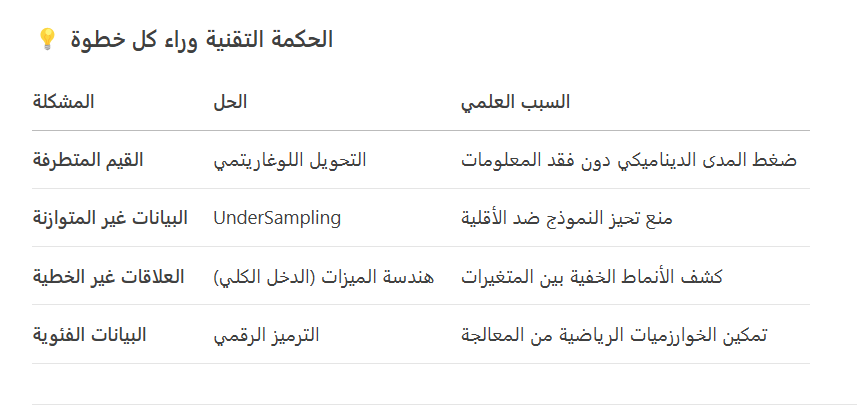 💡 الحكمة التقنية وراء كل خطوة
المشكلة الحل السبب العلمي
القيم المتطرفة التحويل اللوغاريتمي ضغط المدى الديناميكي دون فقد المعلومات
البيانات غير المتوازنة UnderSampling منع تحيز النموذج ضد الأقلية
العلاقات غير الخطية هندسة الميزات (الدخل الكلي) كشف الأنماط الخفية بين المتغيرات
البيانات الفئوية الترميز الرقمي تمكين الخوارزميات الرياضية من المعالجة